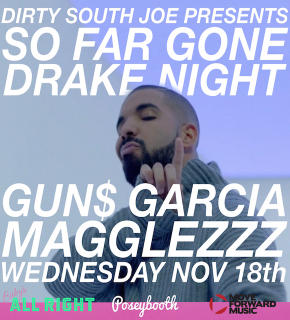 DIRTY SOUTH JOE PRESENTS
SO FAR GONE
DRAKE NIGHT
GUN$ GARCIA
MAGGLEZZZ
WEDNESDAY NOV 18th
ALL RIGHT
Poseybooth
MOVE
FORWARD
MUSIC